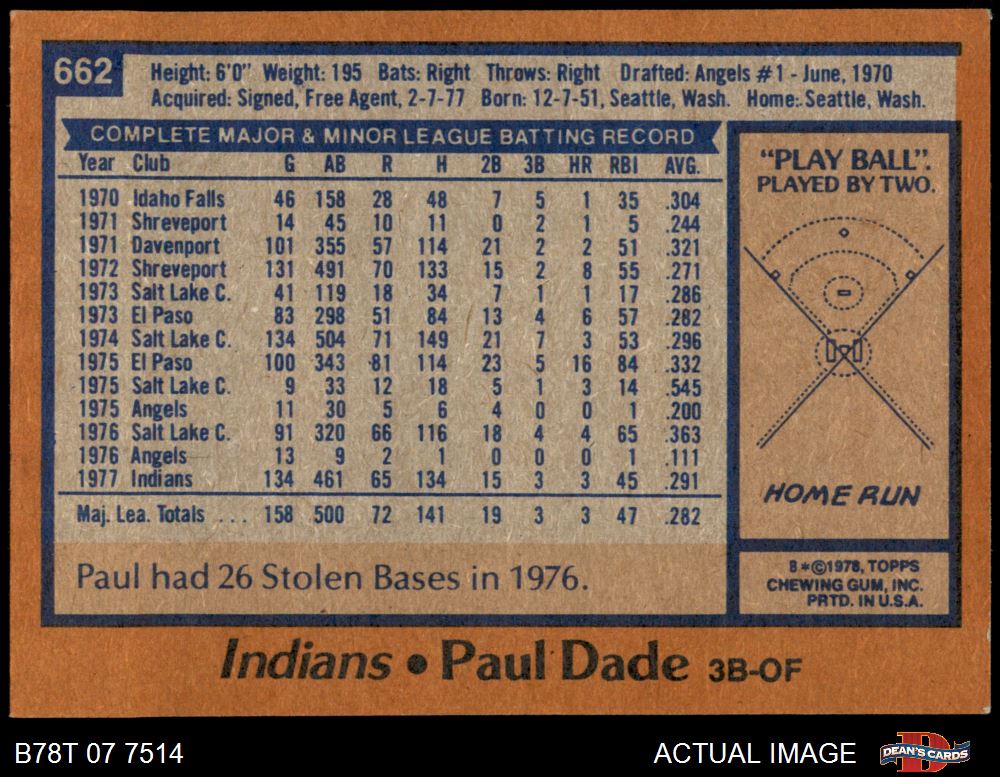 662
Height: 6'0" Weight: 195 Bats: Right Throws: Right Drafted: Angels #1 - June, 1970
Acquired: Signed, Free Agent, 2-7-77 Born: 12-7-51, Seattle, Wash. Home: Seattle, Wash.
COMPLETE MAJOR & MINOR LEAGUE BATTING RECORD
Year Club G AB R H 2B 3B HR RBI AVG.
1970 Idaho Falls 46 158 28 48 7 5 1 35 .304
1971 Shreveport 14 45 10 11 0 2 1 5 .244
1971 Davenport 101 355 57 114 21 2 2 51 .321
1972 Shreveport 131 491 70 133 15 2 8 55 .271
1973 Salt Lake C. 41 119 18 34 7 1 1 17 .286
1973 El Paso 83 298 51 84 13 4 6 57 .282
1974 Salt Lake C. 134 504 71 149 21 7 3 53 .296
1975 El Paso 100 343 81 114 23 5 16 84 .332
1975 Salt Lake C. 9 33 12 18 5 1 3 14 .545
1975 Angels 11 30 5 6 4 0 0 1 .200
1976 Salt Lake C. 91 320 66 116 18 4 4 65 .363
1976 Angels 13 9 2 1 0 0 0 1 .111
1977 Indians 134 461 65 134 15 3 3 45 .291
Maj. Lea. Totals . . . 158 500 72 141 19 3 3 47 .282
Paul had 26 Stolen Bases in 1976.
"PLAY BALL".
PLAYED BY TWO.
HOME RUN
8*©1978, TOPPS
CHEWING GUM, INC.
PRTD. IN U.S.A.
Indians • Paul Dade 3B-OF
B78T 07 7514
ACTUAL IMAGE
D
DEAN'S CARDS